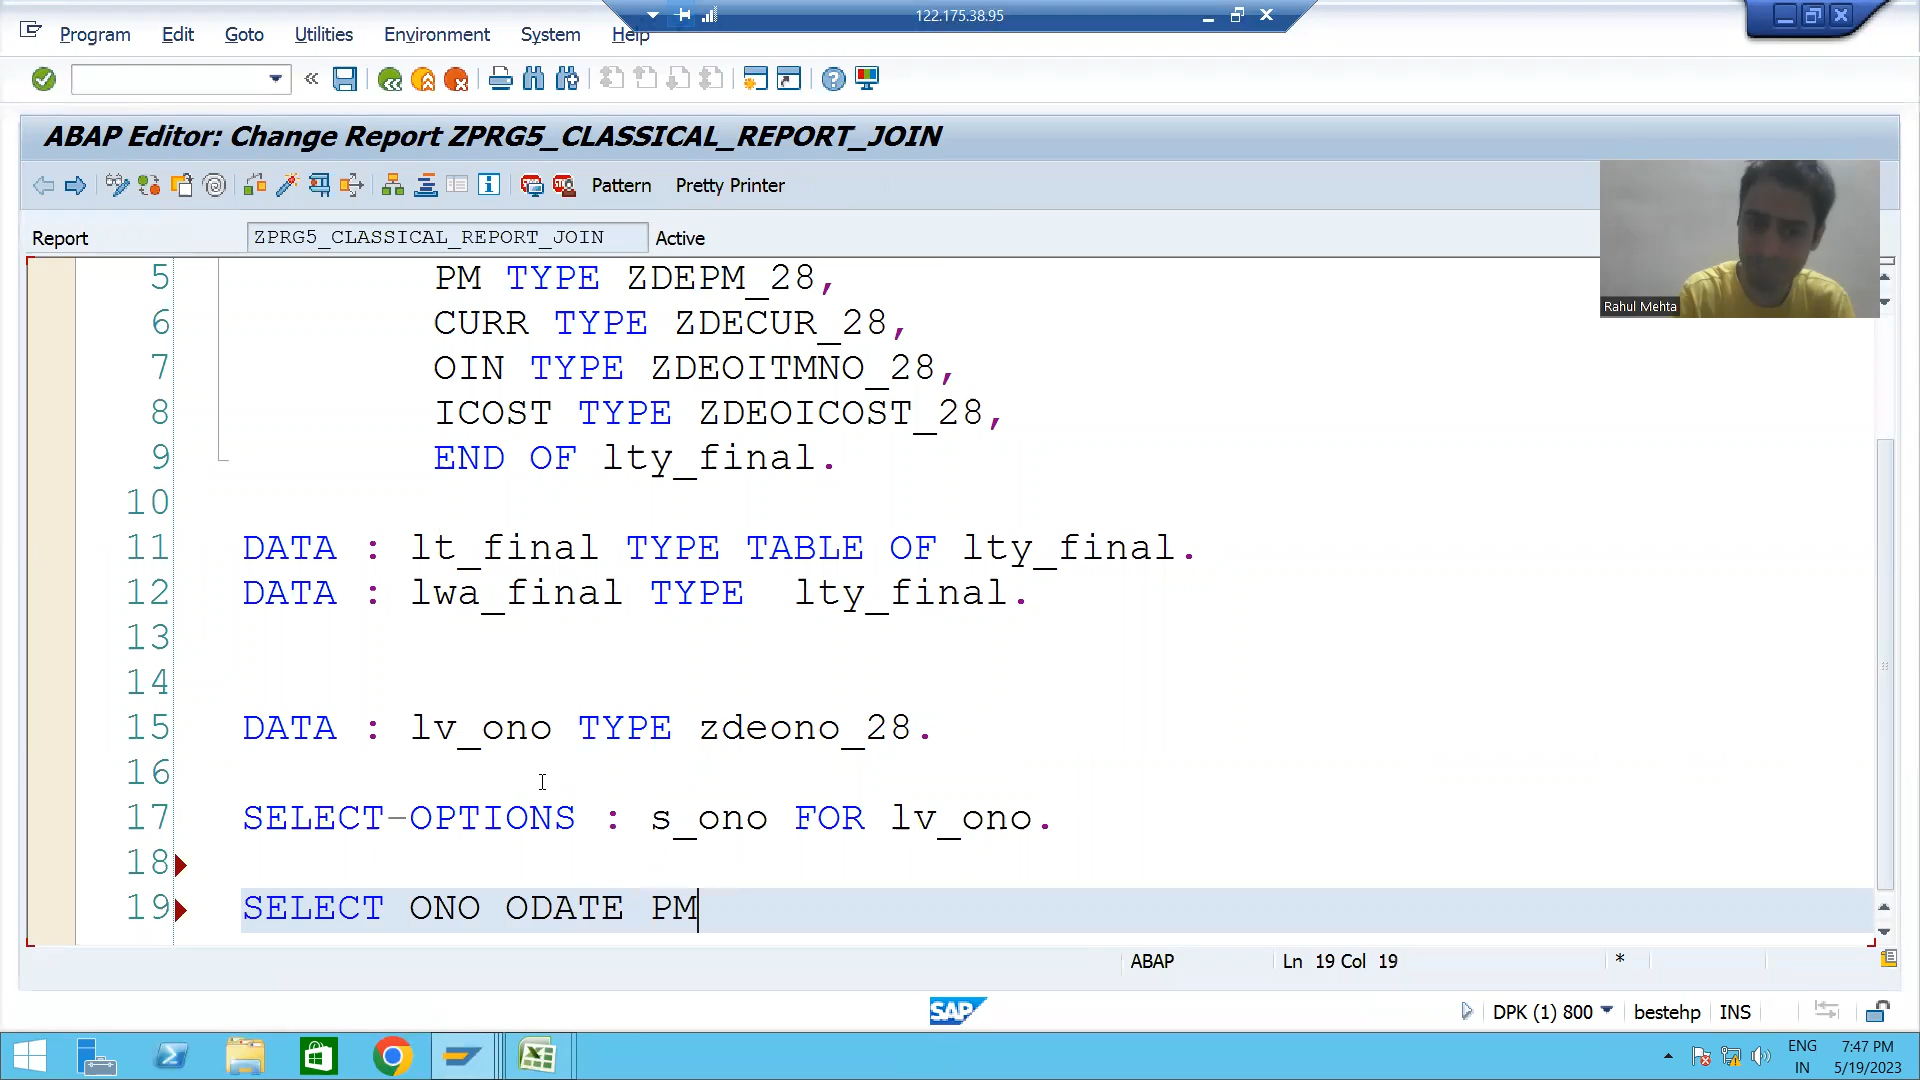 122.175.38.95
Program Edit Goto Utilities Environment System Help
ABAP Editor: Change Report ZPRG5_CLASSICAL_REPORT_JOIN
Pattern Pretty Printer
Report ZPRG5_CLASSICAL_REPORT_JOIN Active
Rahul Mehta
5 PM TYPE ZDEPM_28,
6 CURR TYPE ZDECUR_28,
7 OIN TYPE ZDEOITMNO_28,
8 ICOST TYPE ZDEOICOST_28,
9 END OF lty_final.
10
11 DATA : lt_final TYPE TABLE OF lty_final.
12 DATA : lwa_final TYPE  lty_final.
13
14
15 DATA : lv_ono TYPE zdeono_28.
16
17 SELECT-OPTIONS : s_ono FOR lv_ono.
18
19 SELECT ONO ODATE PM
ABAP Ln 19 Col 19 *
SAP DPK (1) 800 bestehp INS
ENG 7:47 PM
IN 5/19/2023